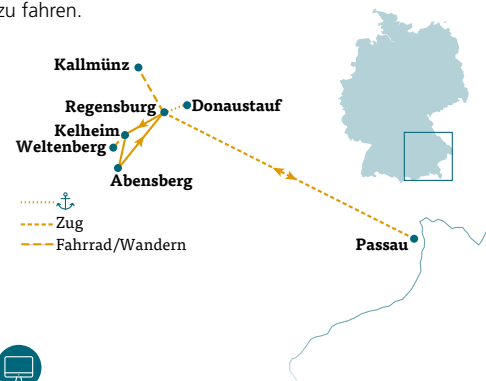 zu fahren.
Kallmünz
Regensburg
Donaustauf
Kelheim
Weltenberg
Abensberg
Zug
Fahrrad/Wandern
Passau